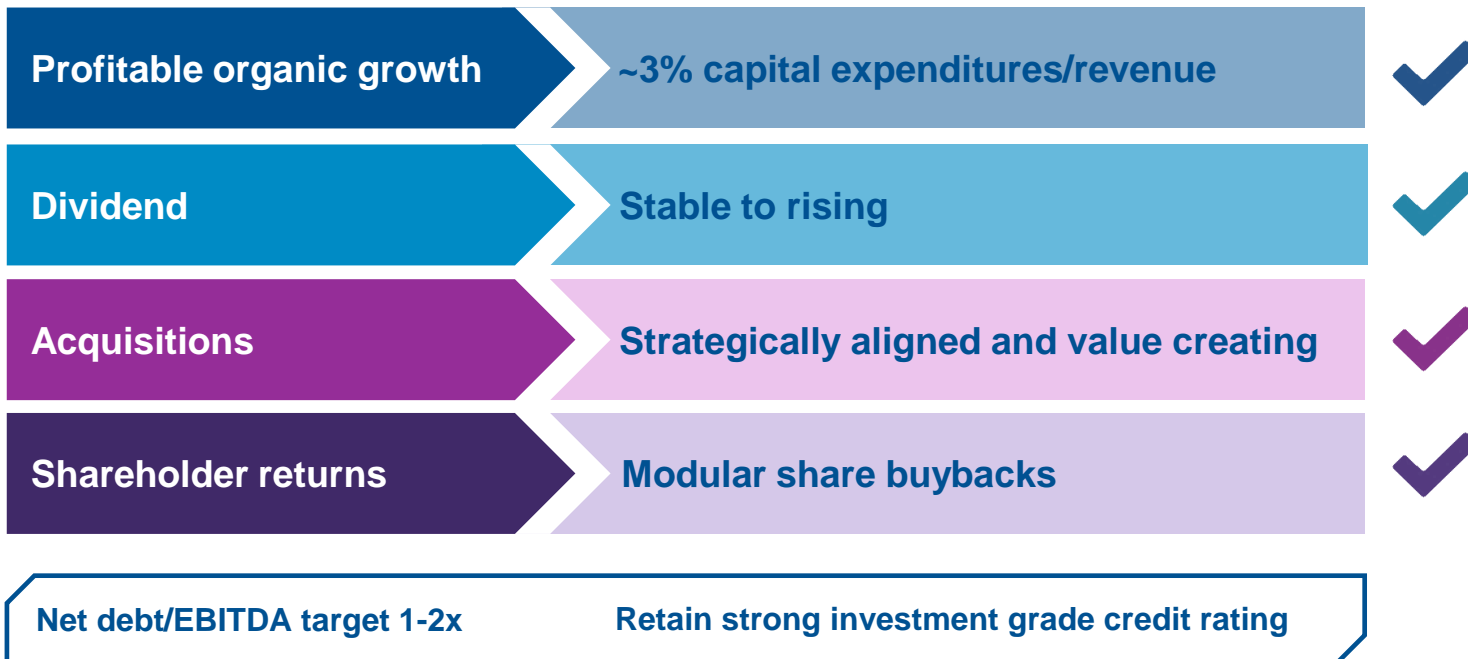 Profitable organic growth
~3% capital expenditures/revenue
Dividend
Stable to rising
Acquisitions
Strategically aligned and value creating
Shareholder returns
Modular share buybacks
Net debt/EBITDA target 1-2x
Retain strong investment grade credit rating